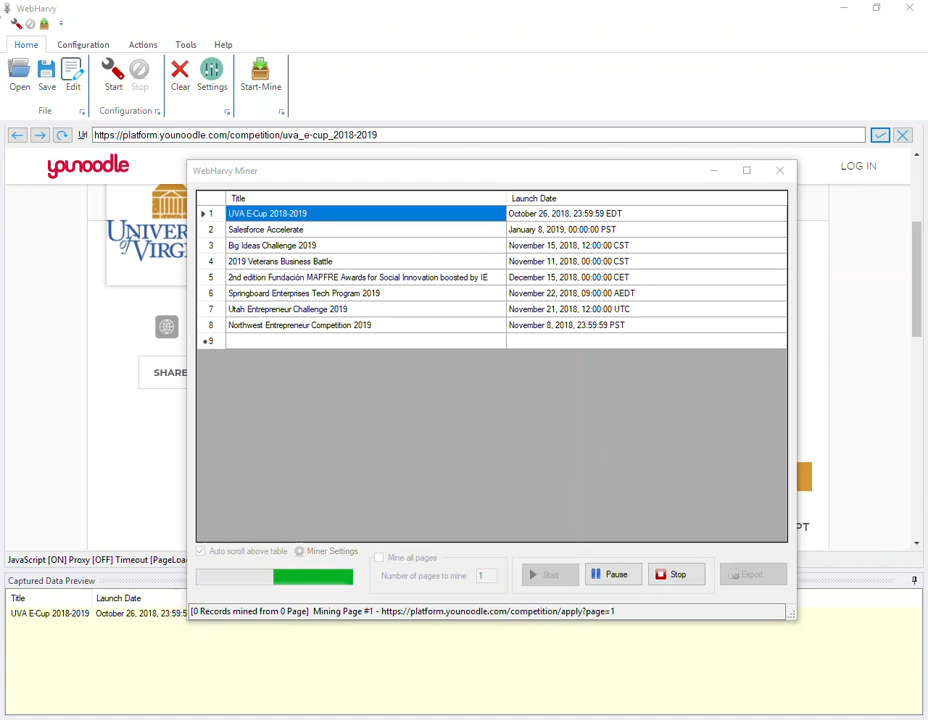 WebHarvy
Home Configuration Actions Tools Help
Open Save Edit Start Stop Clear Settings Start-Mine
File Configuration
Url https://platform.younoodle.com/competition/uva_e-cup_2018-2019
younoodle LOG IN
UNIVER
of VIRG
SHARE
PT
WebHarvy Miner
Title Launch Date
1 UVA E-Cup 2018-2019 October 26, 2018, 23:59:59 EDT
2 Salesforce Accelerate January 8, 2019, 00:00:00 PST
3 Big Ideas Challenge 2019 November 15, 2018, 12:00:00 CST
4 2019 Veterans Business Battle November 11, 2018, 00:00:00 CST
5 2nd edition Fundación MAPFRE Awards for Social Innovation boosted by IE December 15, 2018, 00:00:00 CET
6 Springboard Enterprises Tech Program 2019 November 22, 2018, 09:00:00 AEDT
7 Utah Entrepreneur Challenge 2019 November 21, 2018, 12:00:00 UTC
8 Northwest Entrepreneur Competition 2019 November 8, 2018, 23:59:59 PST
9
Auto scroll above table Miner Settings
Mine all pages
Number of pages to mine 1
Start Pause Stop Export
[0 Records mined from 0 Page] Mining Page #1 - https://platform.younoodle.com/competition/apply?page=1
JavaScript [ON] Proxy [OFF] Timeout [PageLoa
Captured Data Preview
Title Launch Date
UVA E-Cup 2018-2019 October 26, 2018, 23:59:5